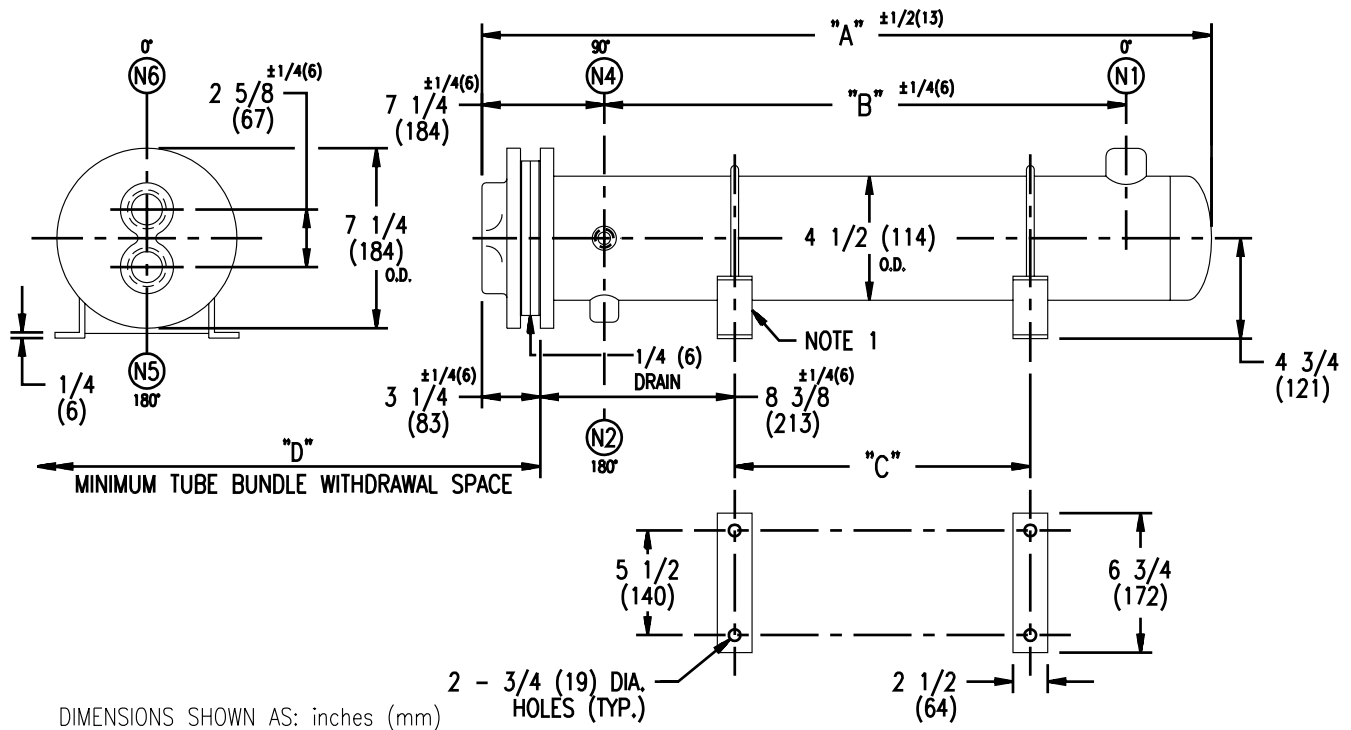 "A" ±1/2(13)
0°
N6
2 5/8 ±1/4(6)
(67)
±1/4(6)
7 1/4
(184)
90°
N4
"B" ±1/4(6)
0°
N1
7 1/4
(184)
O.D.
4 1/2 (114)
O.D.
NOTE 1
1/4
(6)
N5
180°
±1/4(6)
3 1/4
(83)
1/4 (6)
DRAIN
±1/4(6)
8 3/8
(213)
4 3/4
(121)
N2
180°
"D"
MINIMUM TUBE BUNDLE WITHDRAWAL SPACE
"C"
5 1/2
(140)
6 3/4
(172)
2 - 3/4 (19) DIA.
HOLES (TYP.)
2 1/2
(64)
DIMENSIONS SHOWN AS: inches (mm)